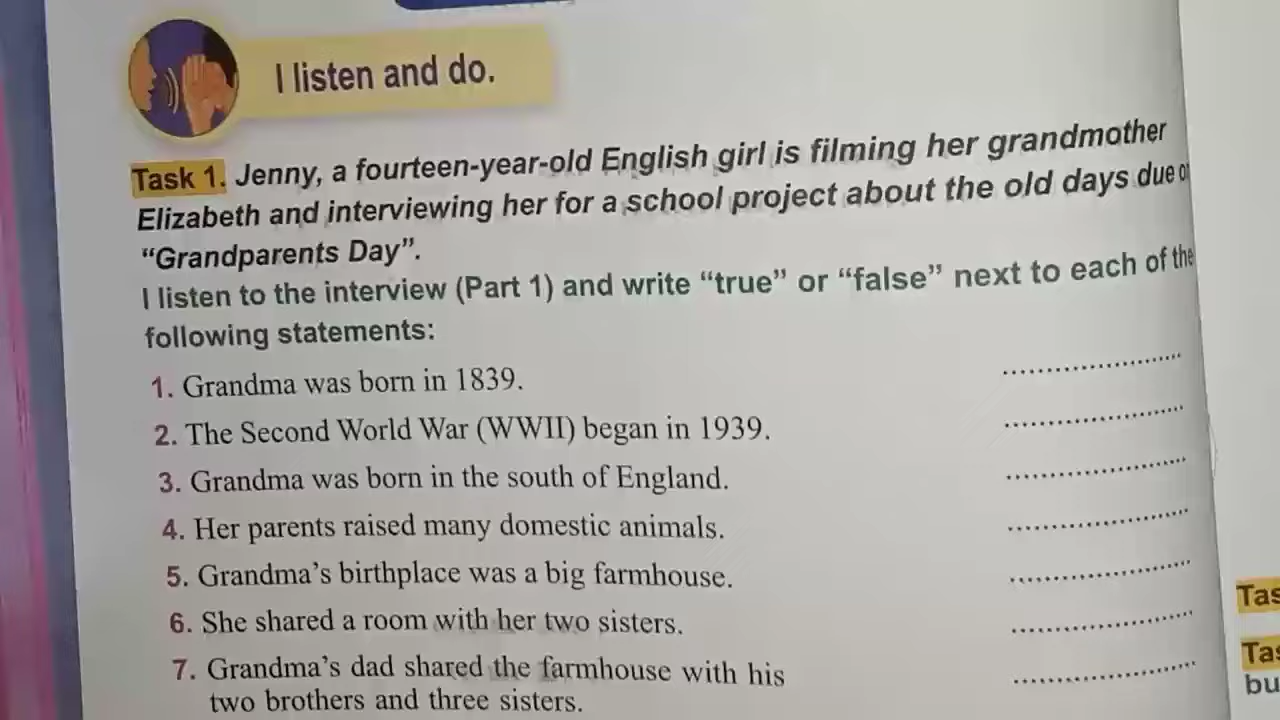 I listen and do.
Task 1. Jenny, a fourteen-year-old English girl is filming her grandmother
Elizabeth and interviewing her for a school project about the old days due
“Grandparents Day”.
I listen to the interview (Part 1) and write “true” or “false” next to each of the
following statements:
1. Grandma was born in 1839. ........................
2. The Second World War (WWII) began in 1939. ........................
3. Grandma was born in the south of England. ........................
4. Her parents raised many domestic animals. ........................
5. Grandma’s birthplace was a big farmhouse. ........................
6. She shared a room with her two sisters. ........................
7. Grandma’s dad shared the farmhouse with his ........................
two brothers and three sisters.
Tas
Tas
bu